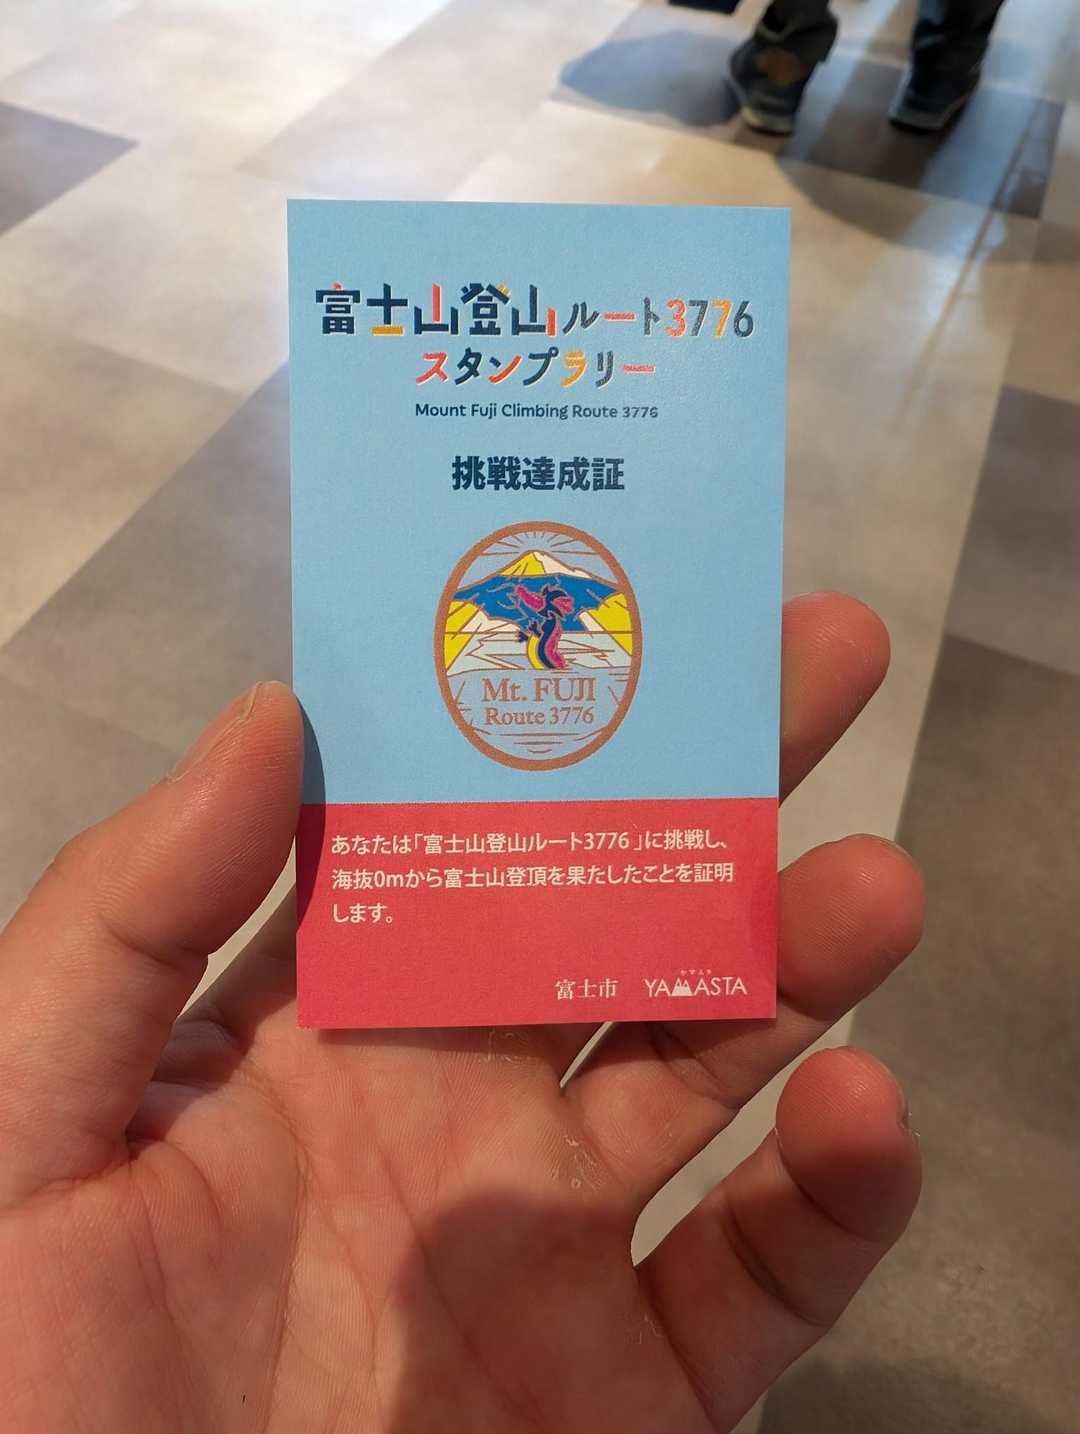 富士山登山ルート3776
スタンプラリー
Mount Fuji Climbing Route 3776
挑戦達成証
Mt. FUJI
Route 3776
あなたは「富士山登山ルート3776」に挑戦し、
海抜0mから富士山登頂を果たしたことを証明
します。
富士市 YAMASTA